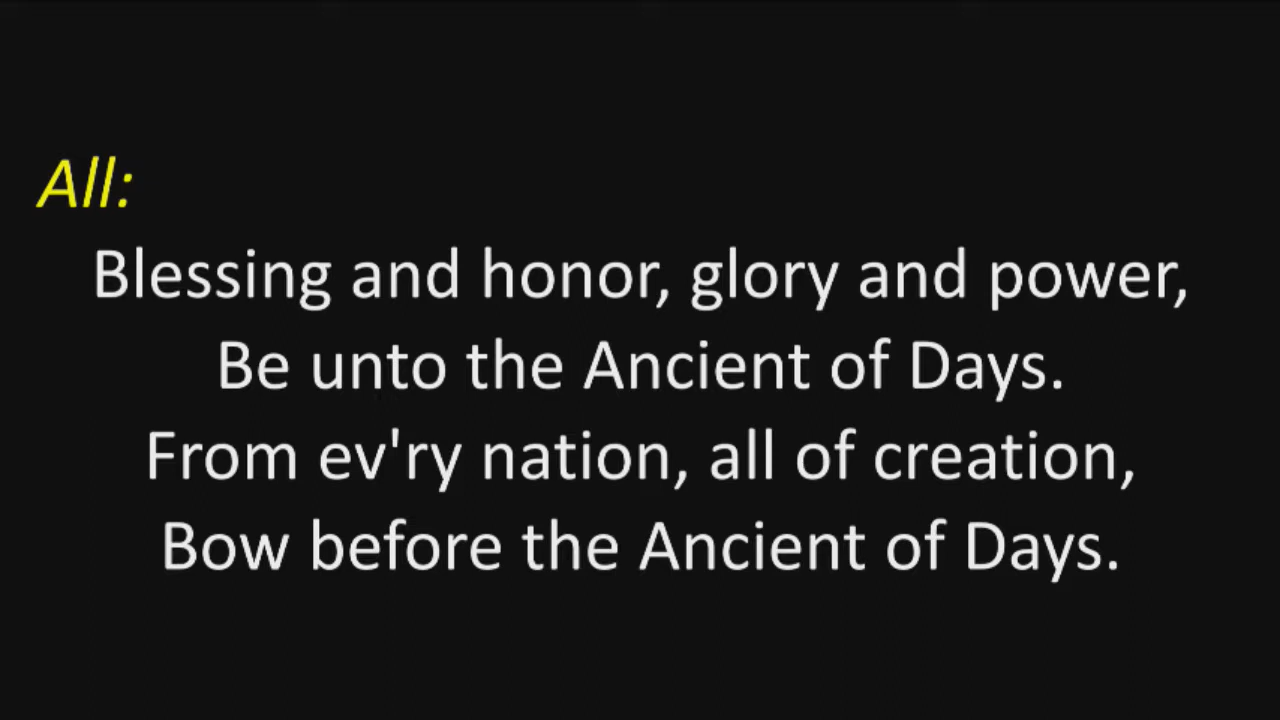 All:
Blessing and honor, glory and power,
Be unto the Ancient of Days.
From ev'ry nation, all of creation,
Bow before the Ancient of Days.